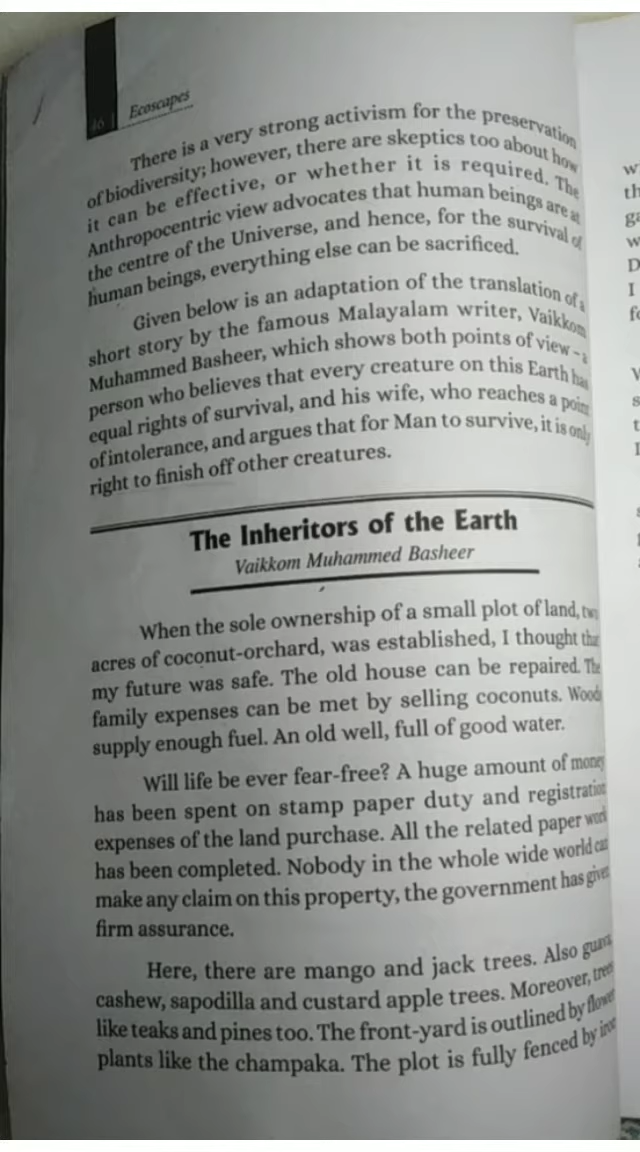 46 | Ecoscapes
There is a very strong activism for the preservation
of biodiversity; however, there are skeptics too about how
it can be effective, or whether it is required. The
Anthropocentric view advocates that human beings are at
the centre of the Universe, and hence, for the survival of
human beings, everything else can be sacrificed.
Given below is an adaptation of the translation of a
short story by the famous Malayalam writer, Vaikkom
Muhammed Basheer, which shows both points of view – a
person who believes that every creature on this Earth has
equal rights of survival, and his wife, who reaches a point
of intolerance, and argues that for Man to survive, it is only
right to finish off other creatures.
The Inheritors of the Earth
Vaikkom Muhammed Basheer
When the sole ownership of a small plot of land, two
acres of coconut-orchard, was established, I thought that
my future was safe. The old house can be repaired. The
family expenses can be met by selling coconuts. Woods
supply enough fuel. An old well, full of good water.
Will life be ever fear-free? A huge amount of money
has been spent on stamp paper duty and registration
expenses of the land purchase. All the related paper work
has been completed. Nobody in the whole wide world can
make any claim on this property, the government has given
firm assurance.
Here, there are mango and jack trees. Also guava,
cashew, sapodilla and custard apple trees. Moreover, trees
like teaks and pines too. The front-yard is outlined by flower
plants like the champaka. The plot is fully fenced by iron